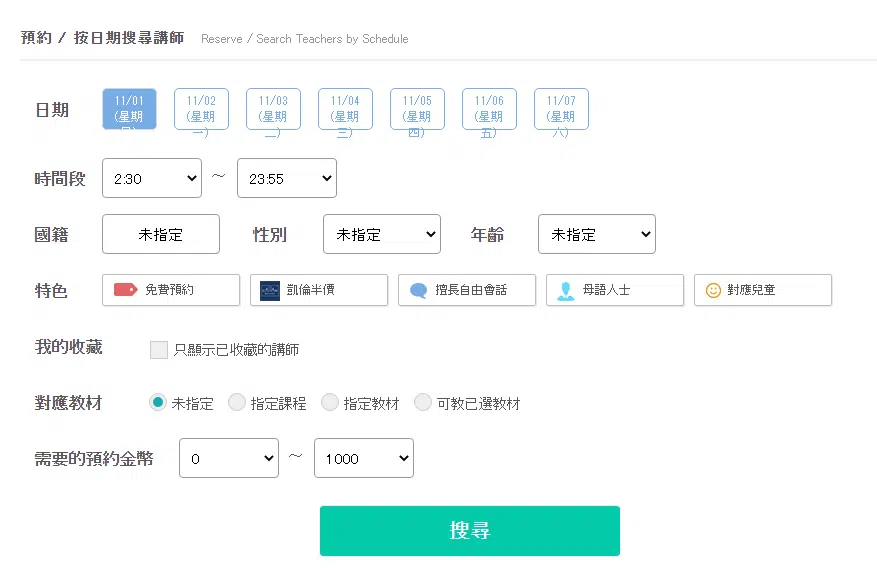 預約 / 按日期搜尋講師 Reserve / Search Teachers by Schedule
日期 11/01 11/02 11/03 11/04 11/05 11/06 11/07
(星期 (星期 (星期 (星期 (星期 (星期 (星期
日) 一) 二) 三) 四) 五) 六)
時間段 2:30 ～ 23:55
國籍 未指定 性別 未指定 年齡 未指定
特色 免費預約 凱倫半價 擅長自由會話 母語人士 對應兒童
我的收藏 只顯示已收藏的講師
對應教材 未指定 指定課程 指定教材 可教已選教材
需要的預約金幣 0 ～ 1000
搜尋